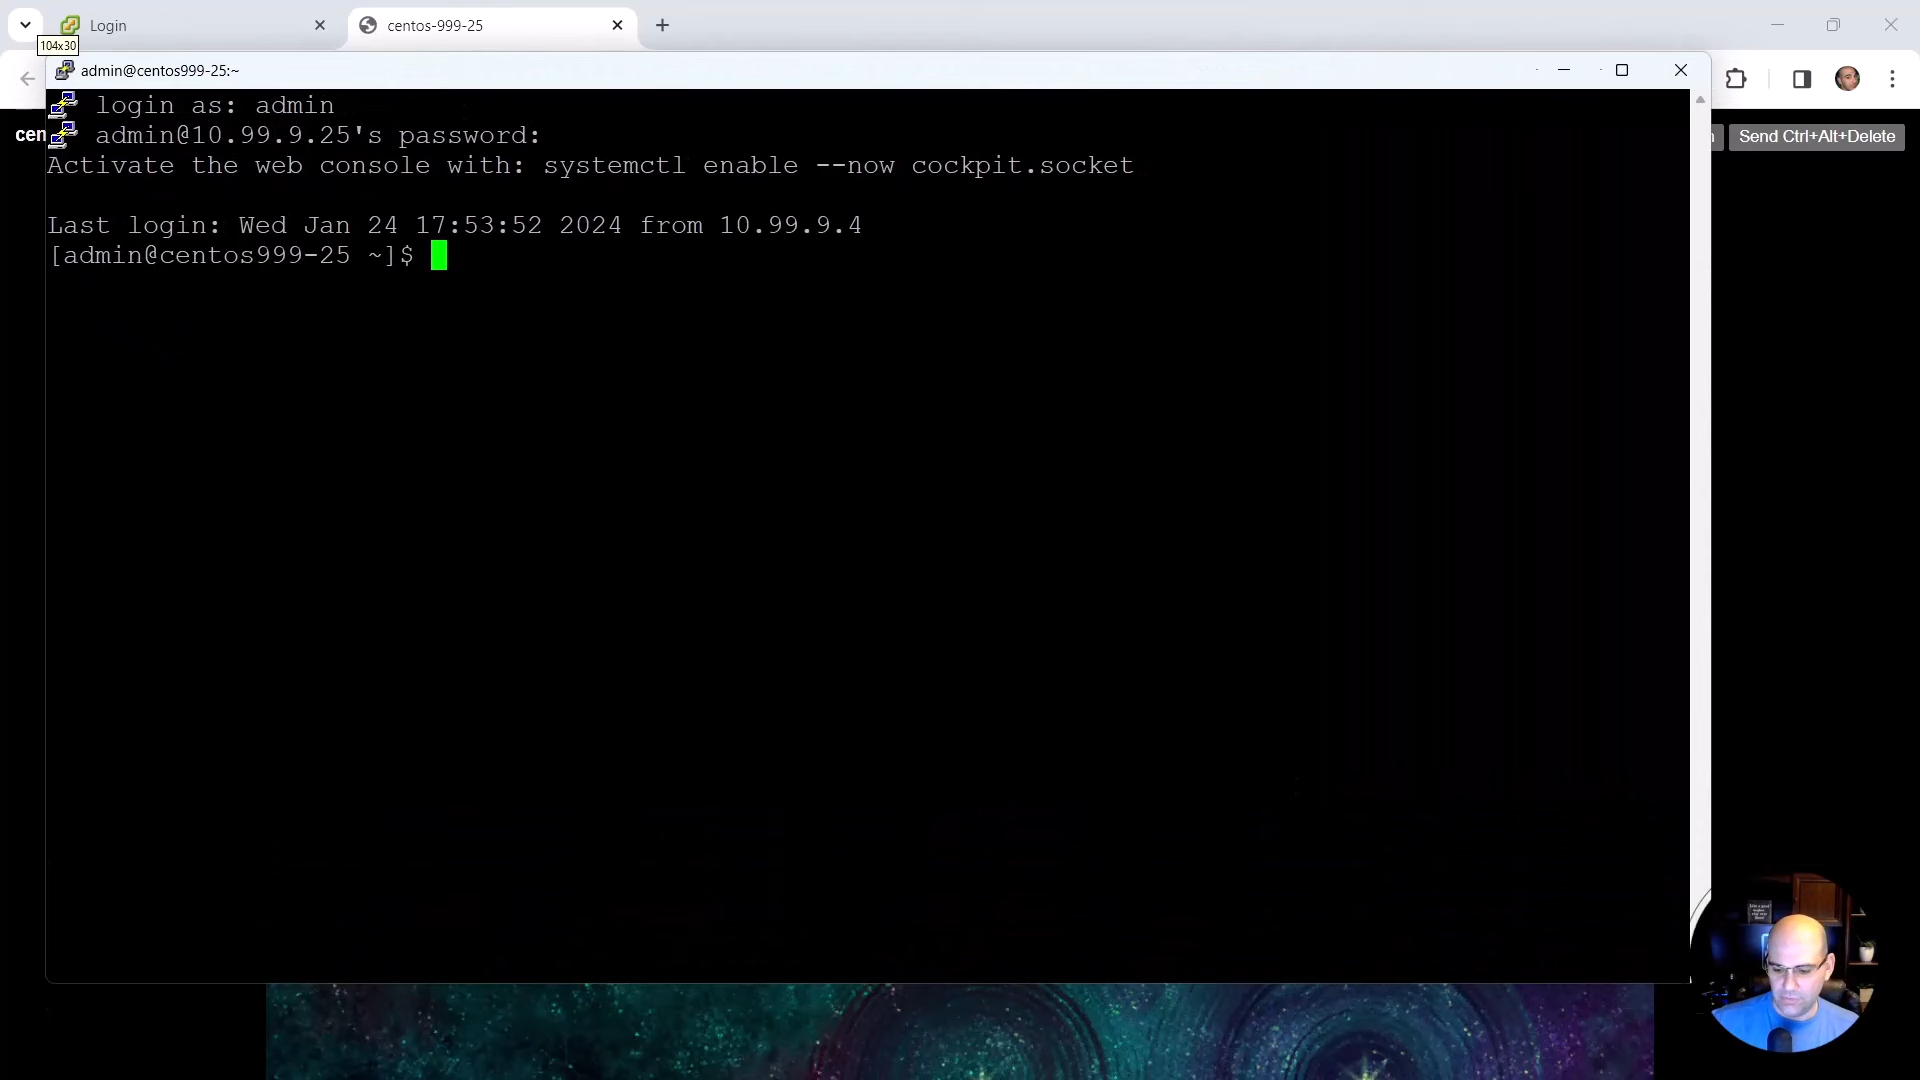 Login
centos-999-25
104x30
admin@centos999-25:~
cen
Send Ctrl+Alt+Delete
login as: admin
admin@10.99.9.25's password:
Activate the web console with: systemctl enable --now cockpit.socket
Last login: Wed Jan 24 17:53:52 2024 from 10.99.9.4
[admin@centos999-25 ~]$